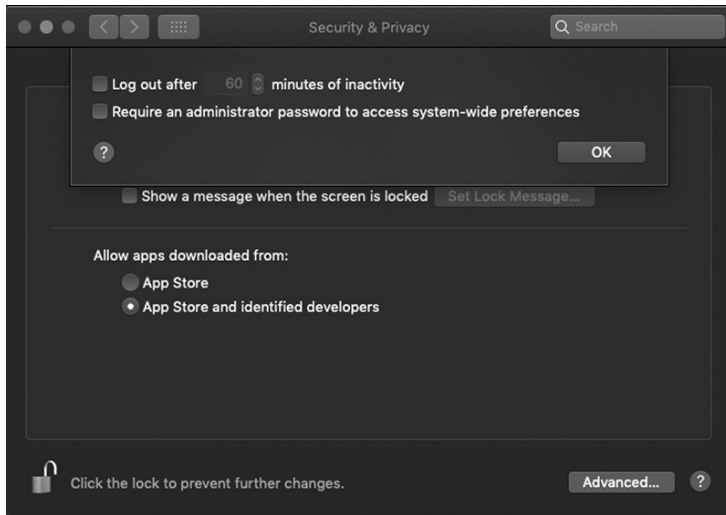 Security & Privacy
Search
Log out after 60 minutes of inactivity
Require an administrator password to access system-wide preferences
? OK
Show a message when the screen is locked Set Lock Message...
Allow apps downloaded from:
App Store
App Store and identified developers
Click the lock to prevent further changes. Advanced... ?